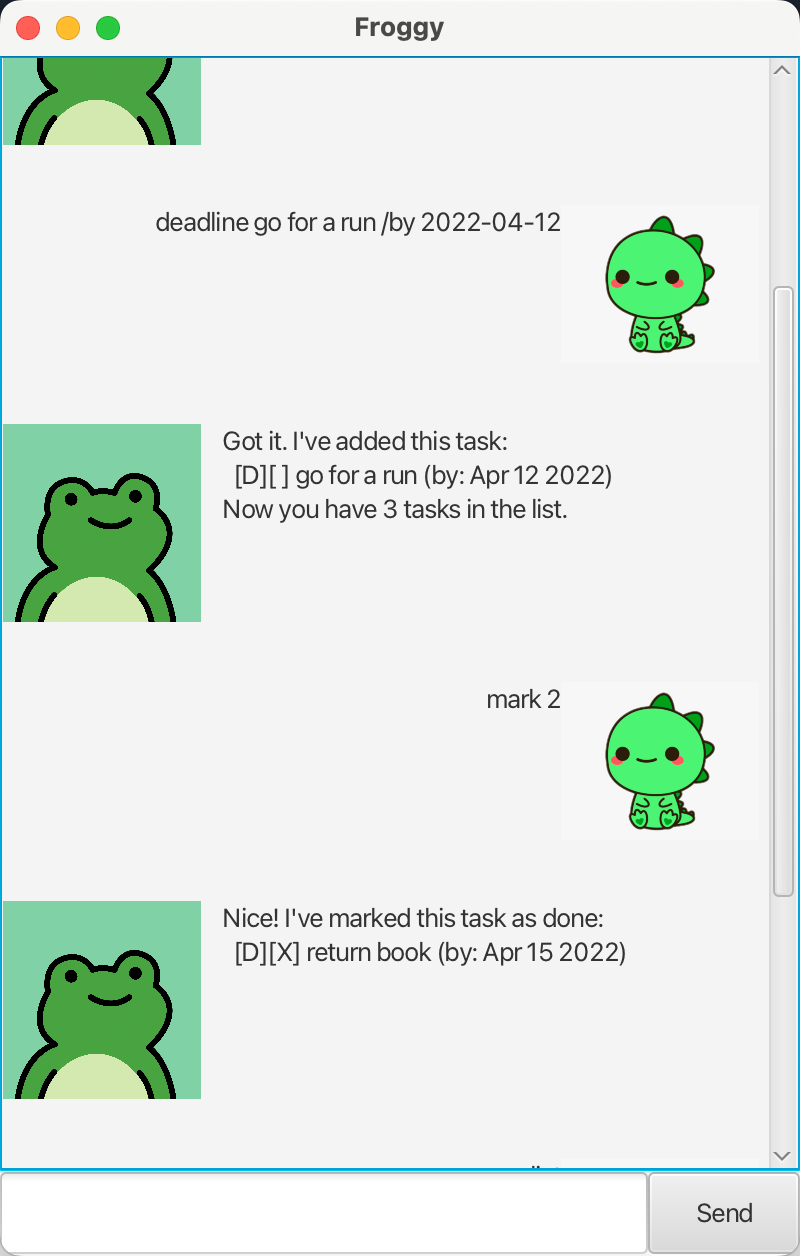 Froggy
deadline go for a run /by 2022-04-12
Got it. I've added this task:
[D][ ] go for a run (by: Apr 12 2022)
Now you have 3 tasks in the list.
mark 2
Nice! I've marked this task as done:
[D][X] return book (by: Apr 15 2022)
Send